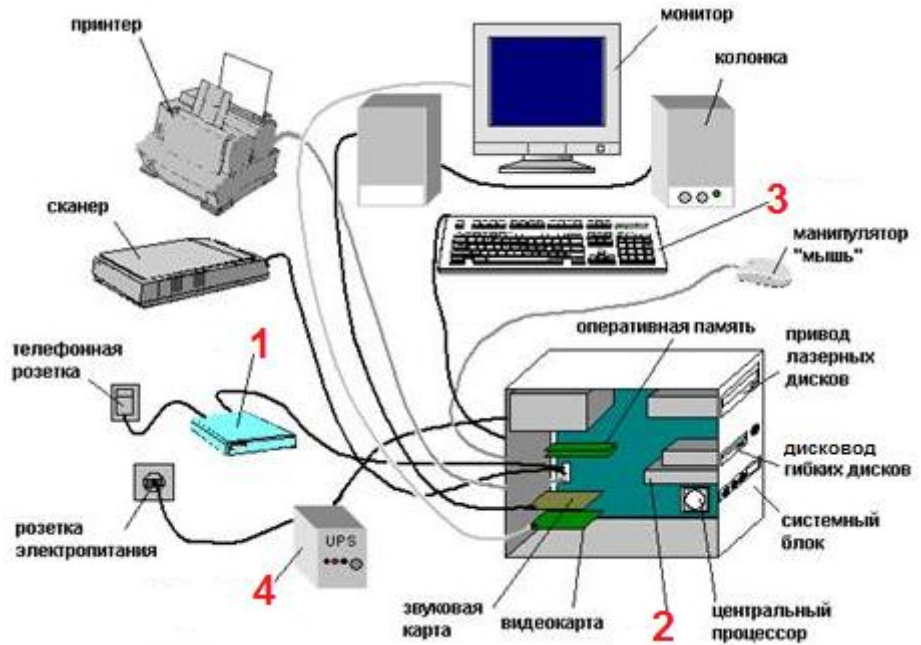 принтер
монитор
колонка
сканер
3
манипулятор
"мышь"
телефонная
розетка
1
оперативная память
привод
лазерных
дисков
дисковод
гибких дисков
розетка
электропитания
UPS
4
системный
блок
звуковая
карта
видеокарта
2
центральный
процессор